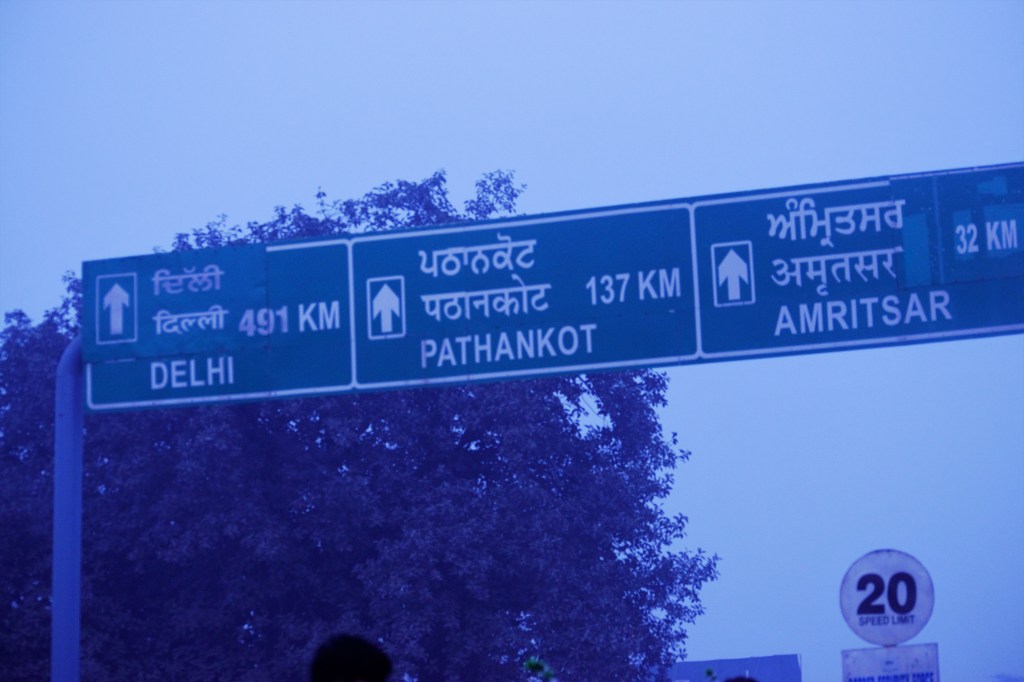 ਦਿੱਲੀ
दिल्ली 491 KM
DELHI
ਪਠਾਨਕੋਟ
पठानकोट 137 KM
PATHANKOT
ਅੰਮ੍ਰਿਤਸਰ
अमृतसर 32 KM
AMRITSAR
20
SPEED LIMIT